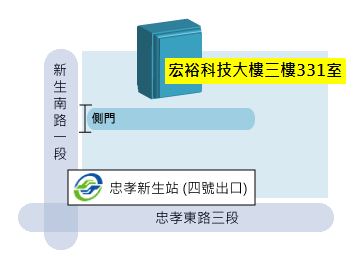 宏裕科技大樓三樓331室
新生南路一段
側門
忠孝新生站 (四號出口)
忠孝東路三段